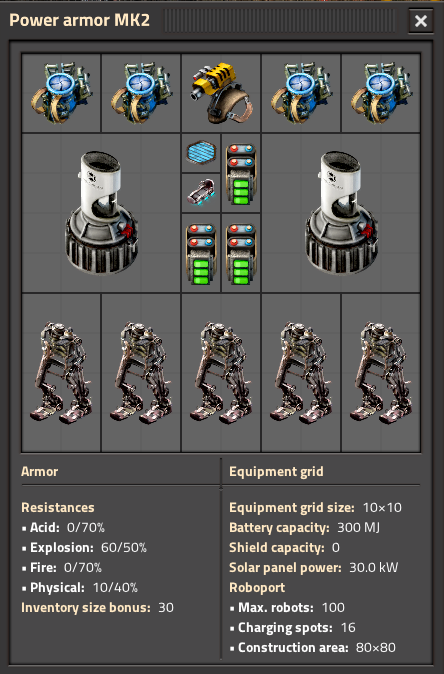 Power armor MK2
Armor
Equipment grid
Resistances
• Acid: 0/70%
• Explosion: 60/50%
• Fire: 0/70%
• Physical: 10/40%
Inventory size bonus: 30
Equipment grid size: 10×10
Battery capacity: 300 MJ
Shield capacity: 0
Solar panel power: 30.0 kW
Roboport
• Max. robots: 100
• Charging spots: 16
• Construction area: 80×80